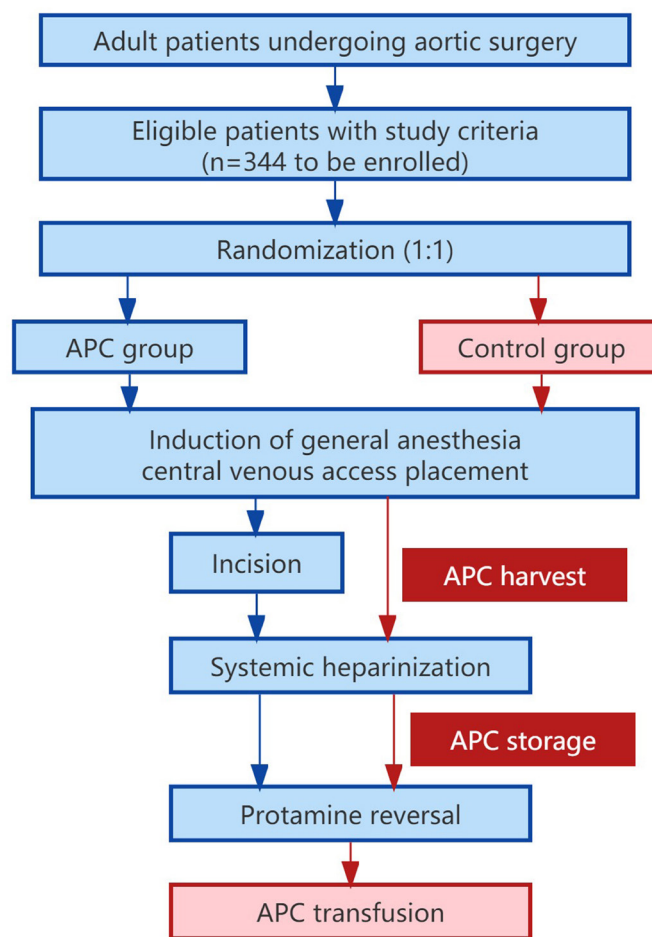 Adult patients undergoing aortic surgery
Eligible patients with study criteria
(n=344 to be enrolled)
Randomization (1:1)
APC group
Control group
Induction of general anesthesia
central venous access placement
Incision
APC harvest
Systemic heparinization
APC storage
Protamine reversal
APC transfusion